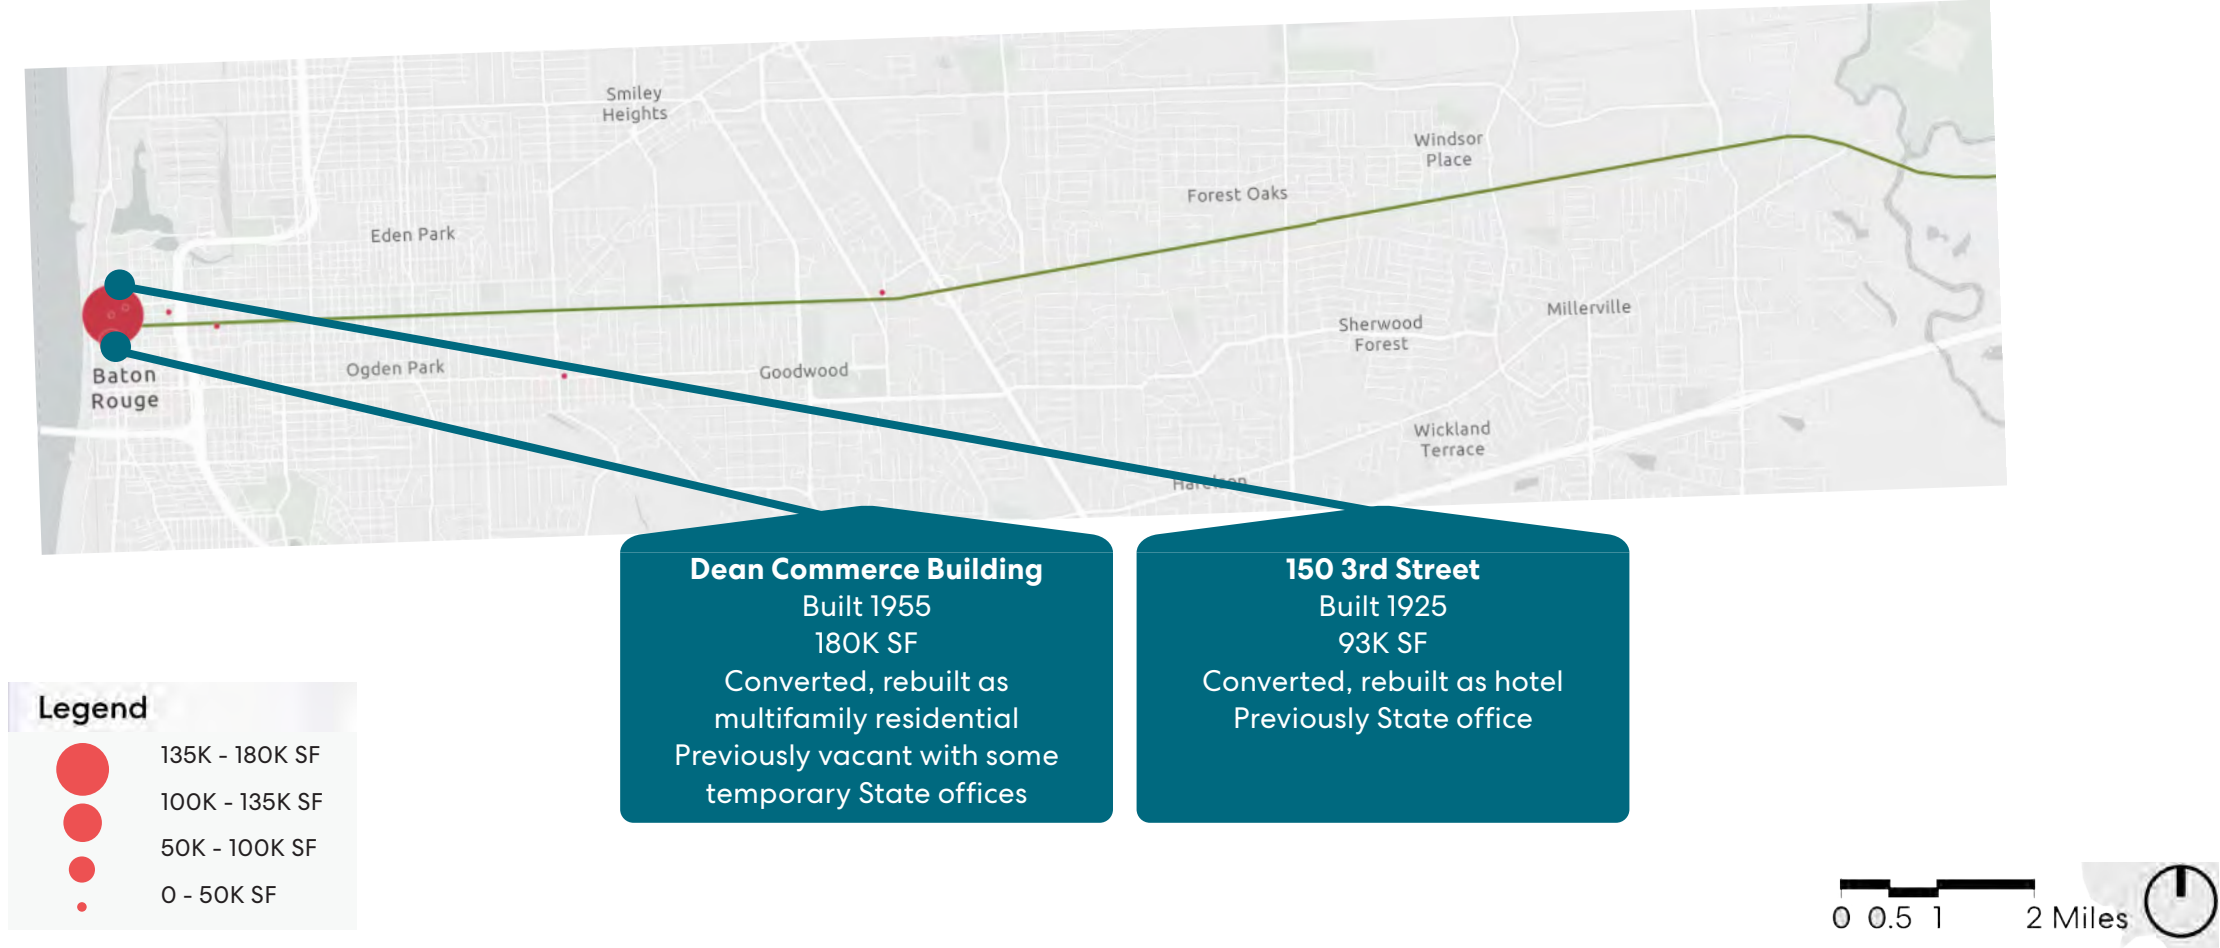 Smiley
Heights
Windsor
Place
Forest Oaks
Eden Park
Millerville
Sherwood
Forest
Ogden Park
Goodwood
Baton
Rouge
Wickland
Terrace
Harelson
Dean Commerce Building
Built 1955
180K SF
Converted, rebuilt as
multifamily residential
Previously vacant with some
temporary State offices
150 3rd Street
Built 1925
93K SF
Converted, rebuilt as hotel
Previously State office
Legend
135K - 180K SF
100K - 135K SF
50K - 100K SF
0 - 50K SF
0 0.5 1 2 Miles